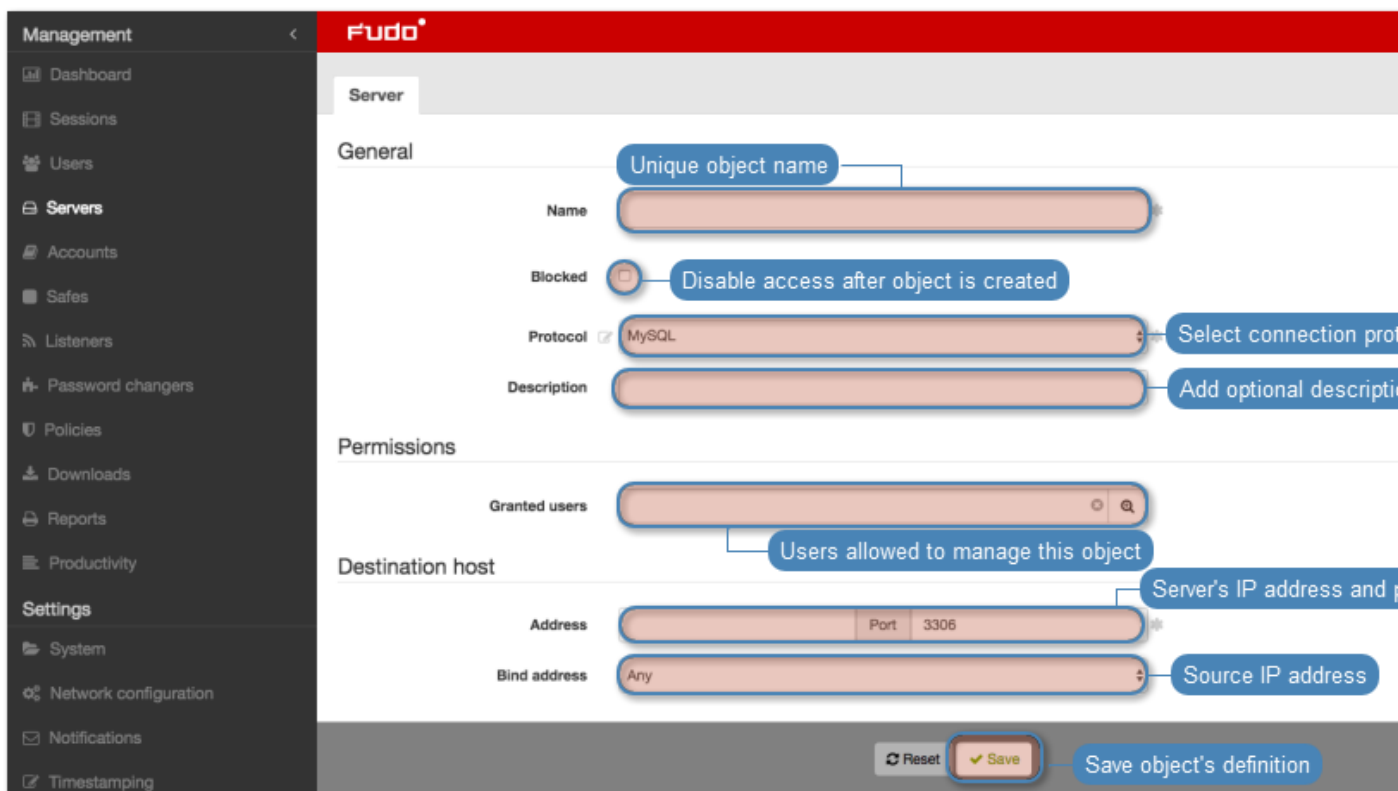 Management
Dashboard
Sessions
Users
Servers
Accounts
Safes
Listeners
Password changers
Policies
Downloads
Reports
Productivity
Settings
System
Network configuration
Notifications
Timestamping
FUDO
Server
General
Unique object name
Name
Blocked
Disable access after object is created
Protocol
MySQL
Select connection
Description
Add optional
Permissions
Granted users
Users allowed to manage this object
Destination host
Server's IP address and
Address
Port 3306
Bind address
Any
Source IP address
Reset
Save
Save object's definition